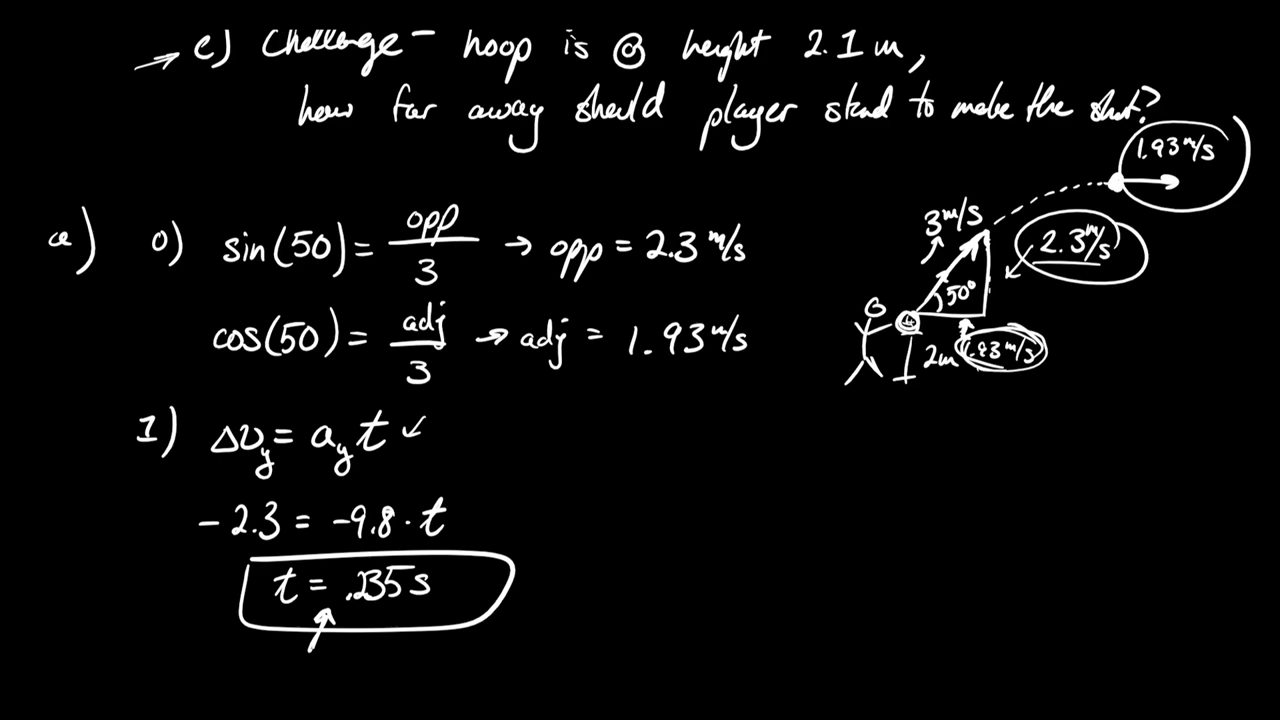 → c) Challenge - hoop is @ height 2.1 m,
how far away should player stand to make the shot?
1.93 m/s
a) 0) sin(50) = opp/3 → opp = 2.3 m/s
3 m/s
2.3 m/s
50°
cos(50) = adj/3 → adj = 1.93 m/s
2m
1.93 m/s
1) Δv_y = a_y t
-2.3 = -9.8 · t
t = .235 s